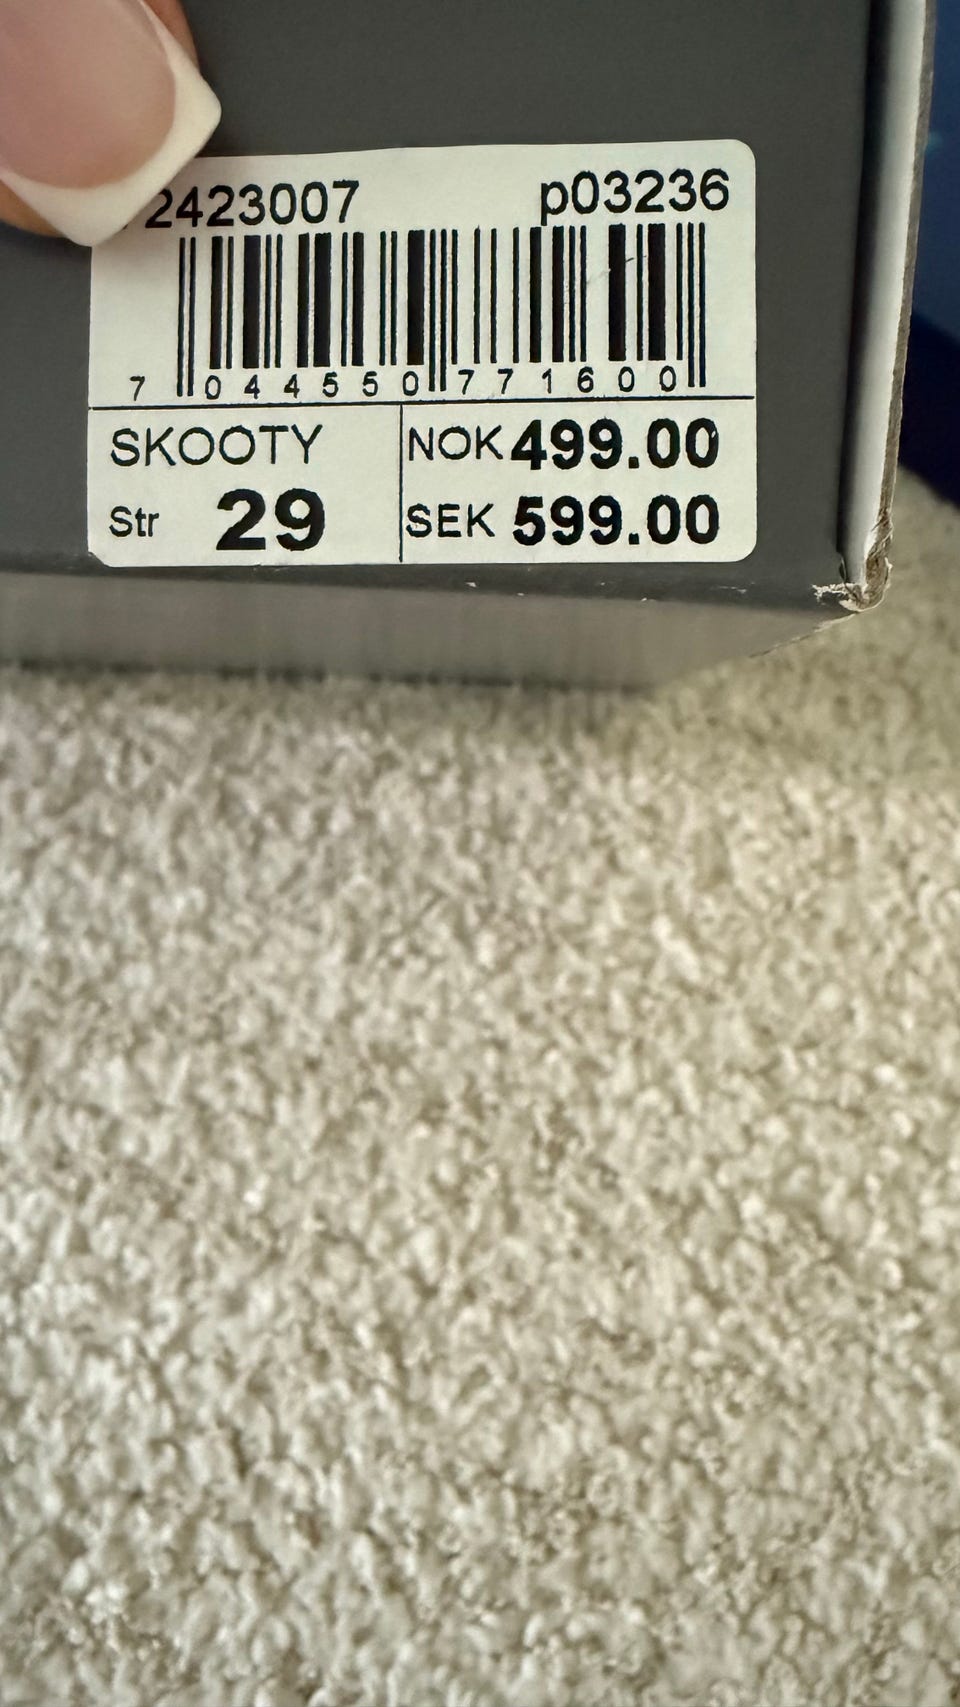 2423007 p03236
7 044550 771600
SKOOTY NOK 499.00
Str 29 SEK 599.00